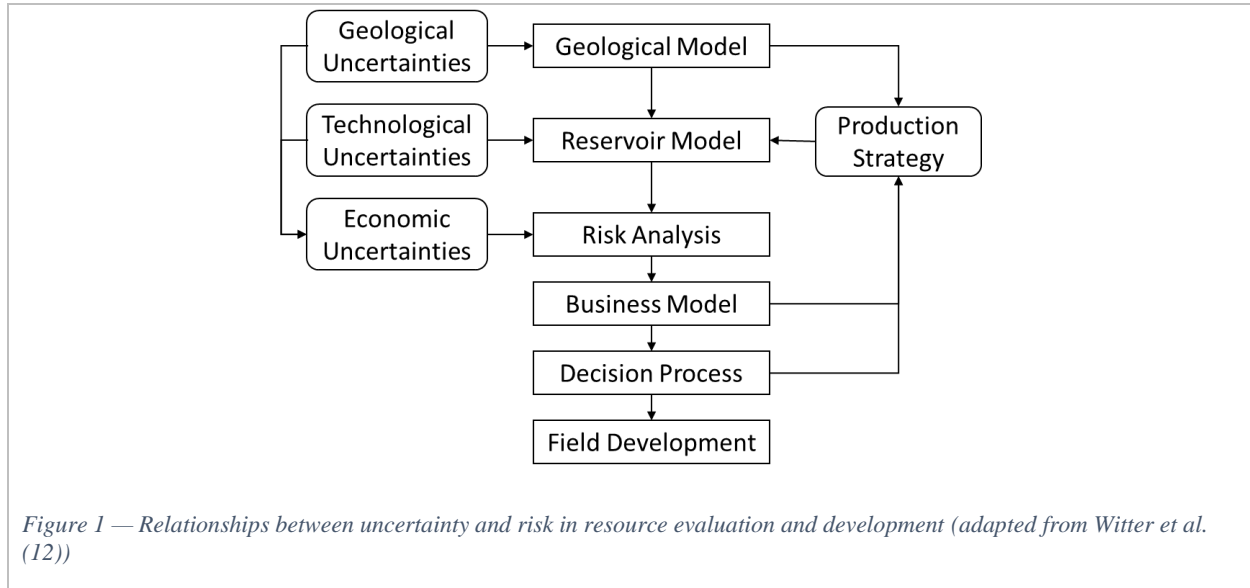 Geological
Uncertainties
Geological Model
Technological
Uncertainties
Reservoir Model
Production
Strategy
Economic
Uncertainties
Risk Analysis
Business Model
Decision Process
Field Development
Figure 1 — Relationships between uncertainty and risk in resource evaluation and development (adapted from Witter et al.
(12))